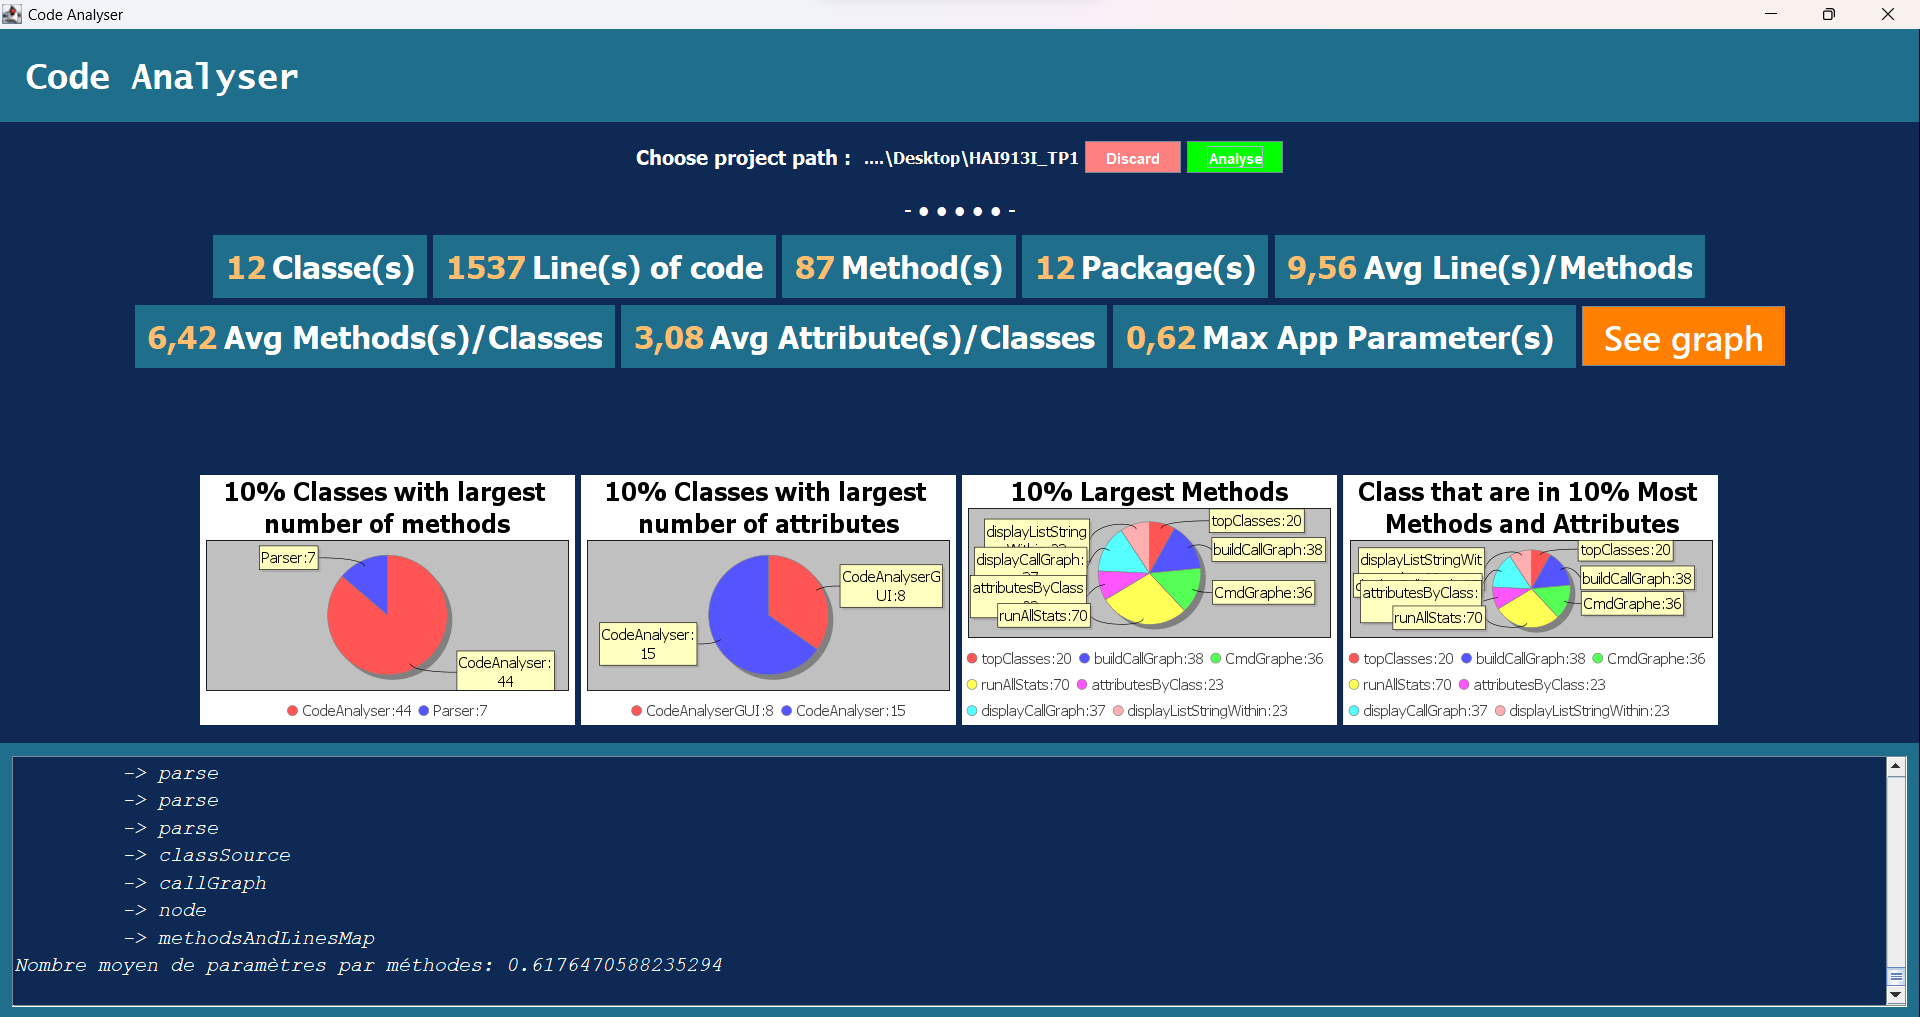 Code Analyser
Code Analyser
Choose project path : ....\Desktop\HAI913I_TP1 Discard Analyse
- ● ● ● ● ● -
12 Classe(s) 1537 Line(s) of code 87 Method(s) 12 Package(s) 9,56 Avg Line(s)/Methods
6,42 Avg Methods(s)/Classes 3,08 Avg Attribute(s)/Classes 0,62 Max App Parameter(s) See graph
10% Classes with largest
number of methods
Parser:7
CodeAnalyser:
44
CodeAnalyser:44 Parser:7
10% Classes with largest
number of attributes
CodeAnalyserG
UI:8
CodeAnalyser:
15
CodeAnalyserGUI:8 CodeAnalyser:15
10% Largest Methods
topClasses:20
displayListString
buildCallGraph:38
displayCallGraph:
attributesByClass
CmdGraphe:36
runAllStats:70
topClasses:20 buildCallGraph:38 CmdGraphe:36
runAllStats:70 attributesByClass:23
displayCallGraph:37 displayListStringWithin:23
Class that are in 10% Most
Methods and Attributes
topClasses:20
displayListStringWit
buildCallGraph:38
attributesByClass:
CmdGraphe:36
runAllStats:70
topClasses:20 buildCallGraph:38 CmdGraphe:36
runAllStats:70 attributesByClass:23
displayCallGraph:37 displayListStringWithin:23
-> parse
-> parse
-> parse
-> classSource
-> callGraph
-> node
-> methodsAndLinesMap
Nombre moyen de paramètres par méthodes: 0.6176470588235294